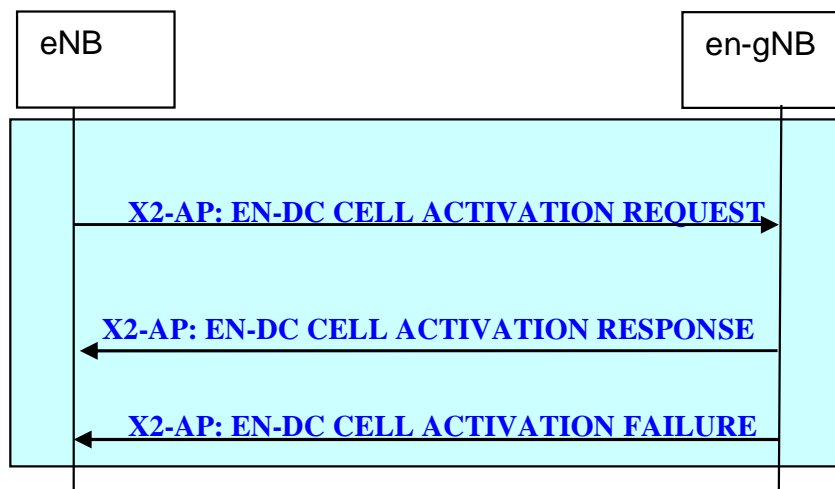 eNB
en-gNB
X2-AP: EN-DC CELL ACTIVATION REQUEST
X2-AP: EN-DC CELL ACTIVATION RESPONSE
X2-AP: EN-DC CELL ACTIVATION FAILURE